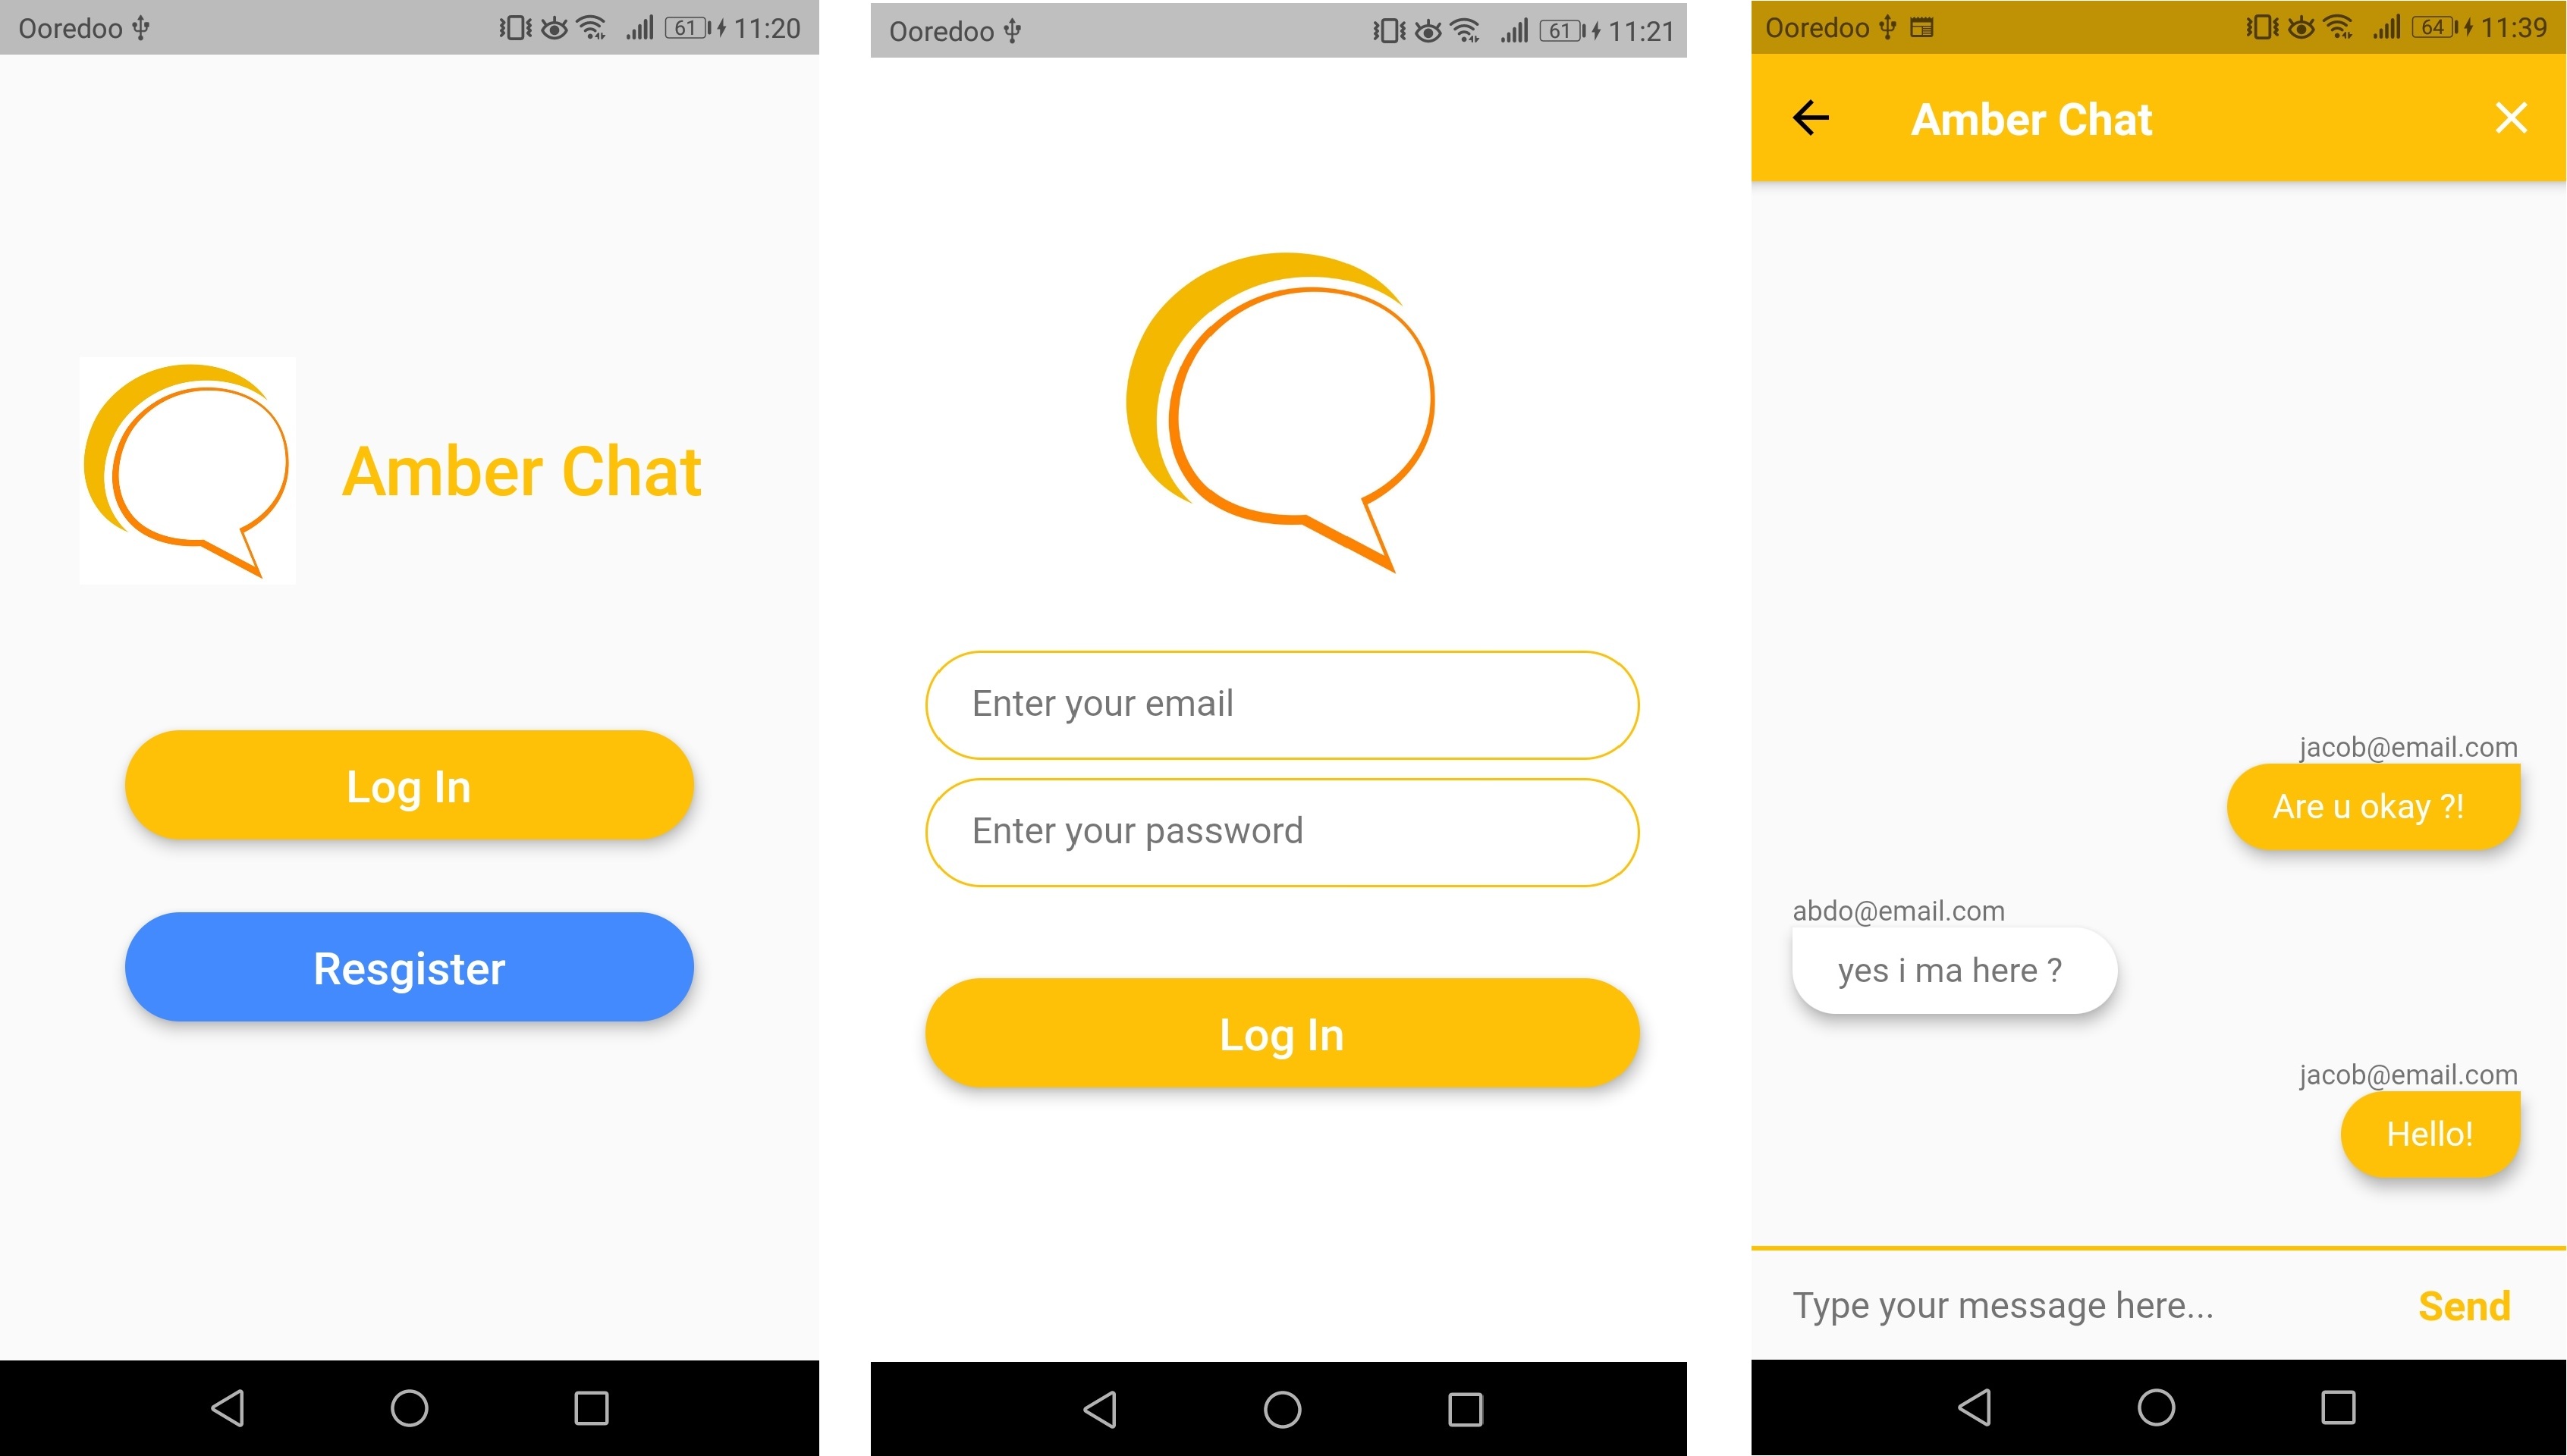 Ooredoo 61 11:20
Amber Chat
Log In
Resgister
Ooredoo 61 11:21
Enter your email
Enter your password
Log In
Ooredoo 64 11:39
Amber Chat
jacob@email.com
Are u okay ?!
abdo@email.com
yes i ma here ?
jacob@email.com
Hello!
Type your message here... Send